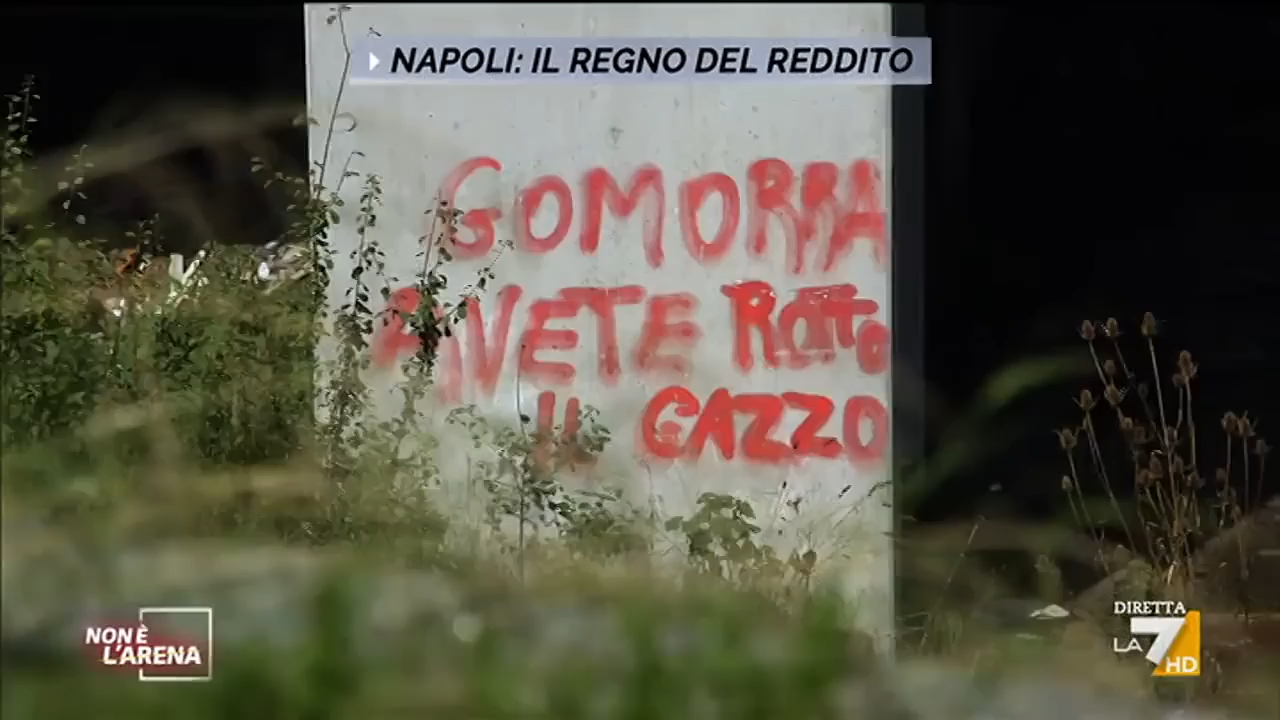 NAPOLI: IL REGNO DEL REDDITO
GOMORRA
AVETE Rotto
IL CAZZO
NON È
L'ARENA
DIRETTA
LA 7
HD